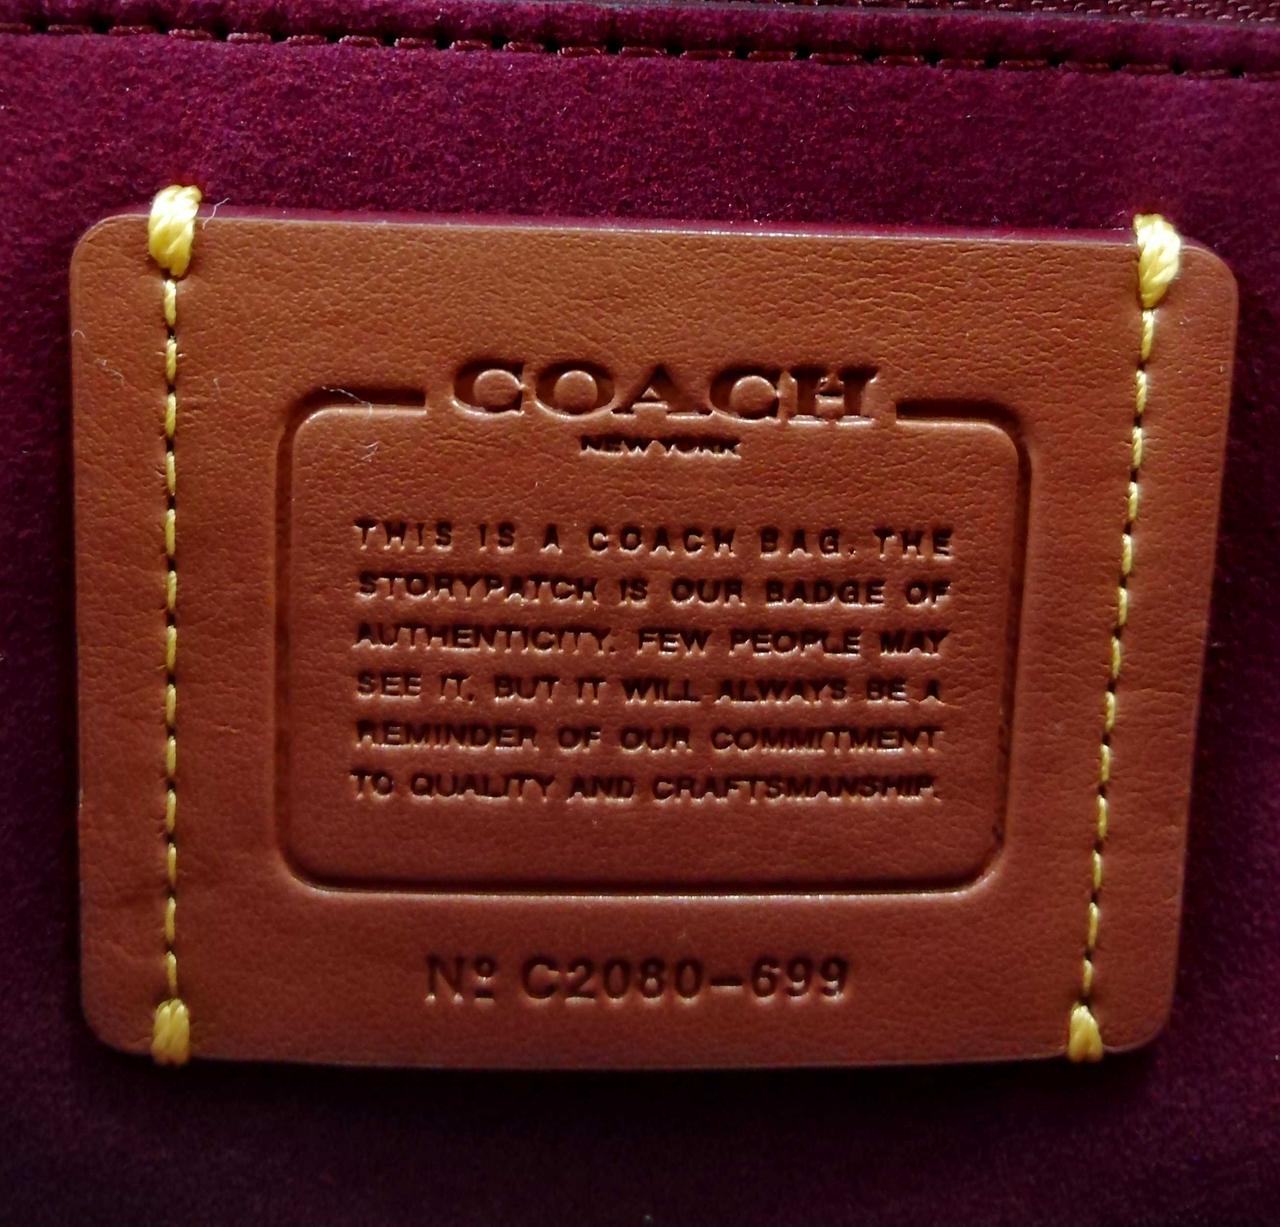 COACH
NEW YORK
THIS IS A COACH BAG. THE
STORYPATCH IS OUR BADGE OF
AUTHENTICITY. FEW PEOPLE MAY
SEE IT, BUT IT WILL ALWAYS BE A
REMINDER OF OUR COMMITMENT
TO QUALITY AND CRAFTSMANSHIP.
Nº C2080-699